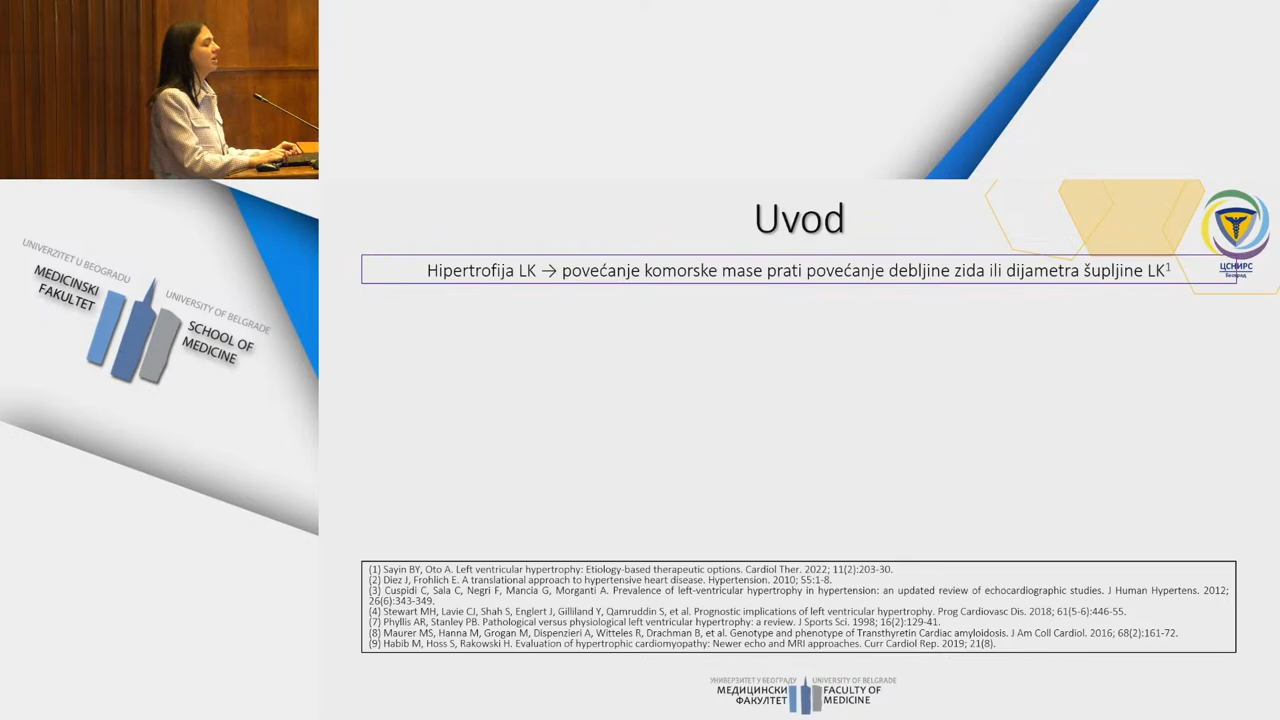 UNIVERZITET U BEOGRADU
MEDICINSKI
FAKULTET
UNIVERSITY OF BELGRADE
SCHOOL OF
MEDICINE
Uvod
ЦСНИРС
Београд
Hipertrofija LK → povećanje komorske mase prati povećanje debljine zida ili dijametra šupljine LK¹
(1) Sayin BY, Oto A. Left ventricular hypertrophy: Etiology-based therapeutic options. Cardiol Ther. 2022; 11(2):203-30.
(2) Diez J, Frohlich E. A translational approach to hypertensive heart disease. Hypertension. 2010; 55:1-8.
(3) Cuspidi C, Sala C, Negri F, Mancia G, Morganti A. Prevalence of left-ventricular hypertrophy in hypertension: an updated review of echocardiographic studies. J Human Hypertens. 2012;
26(6):343-349.
(4) Stewart MH, Lavie CJ, Shah S, Englert J, Gilliland Y, Qamruddin S, et al. Prognostic implications of left ventricular hypertrophy. Prog Cardiovasc Dis. 2018; 61(5-6):446-55.
(7) Phyllis AR, Stanley PB. Pathological versus physiological left ventricular hypertrophy: a review. J Sports Sci. 1998; 16(2):129-41.
(8) Maurer MS, Hanna M, Grogan M, Dispenzieri A, Witteles R, Drachman B, et al. Genotype and phenotype of Transthyretin Cardiac amyloidosis. J Am Coll Cardiol. 2016; 68(2):161-72.
(9) Habib M, Hoss S, Rakowski H. Evaluation of hypertrophic cardiomyopathy: Newer echo and MRI approaches. Curr Cardiol Rep. 2019; 21(8).
УНИВЕРЗИТЕТ У БЕОГРАДУ
МЕДИЦИНСКИ
ФАКУЛТЕТ
UNIVERSITY OF BELGRADE
FACULTY OF
MEDICINE